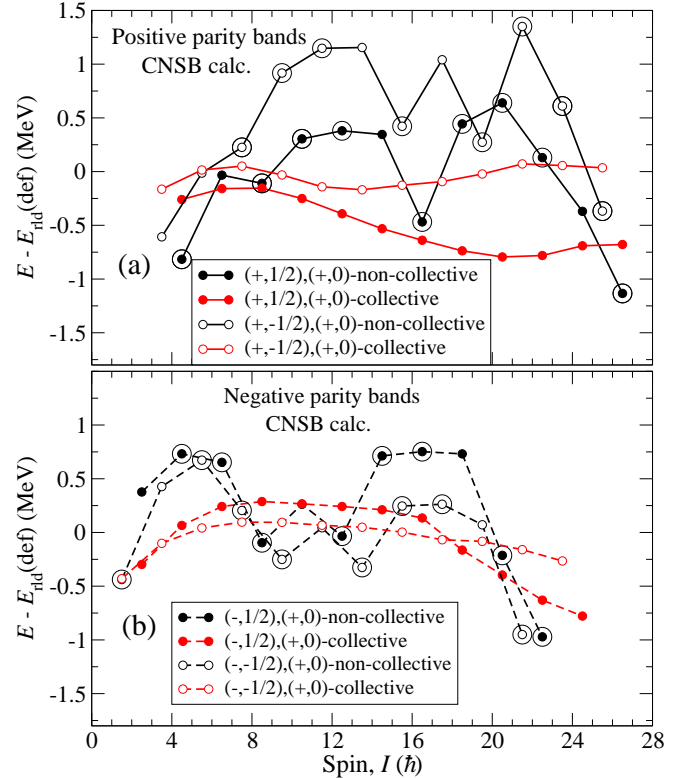 1.5
Positive parity bands
CNSB calc.
1
0.5
0
-0.5
-1
-1.5
E - E_rld(def) (MeV)
(a)
(+,1/2),(+,0)-non-collective
(+,1/2),(+,0)-collective
(+,-1/2),(+,0)-non-collective
(+,-1/2),(+,0)-collective
Negative parity bands
CNSB calc.
1
0.5
0
-0.5
-1
-1.5
E - E_rld(def) (MeV)
(b)
(-,1/2),(+,0)-non-collective
(-,1/2),(+,0)-collective
(-,-1/2),(+,0)-non-collective
(-,-1/2),(+,0)-collective
0 4 8 12 16 20 24 28
Spin, I (ħ)